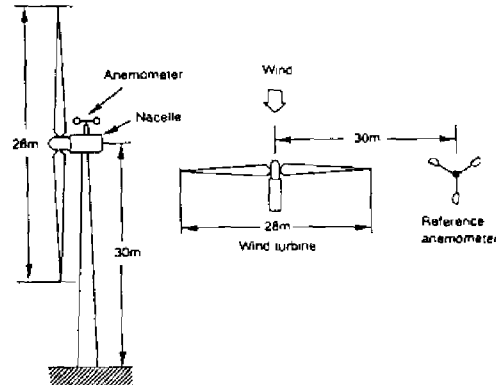 Anemometer
Nacelle
28m
30m
Wind
30m
28m
Wind turbine
Reference
anemometer